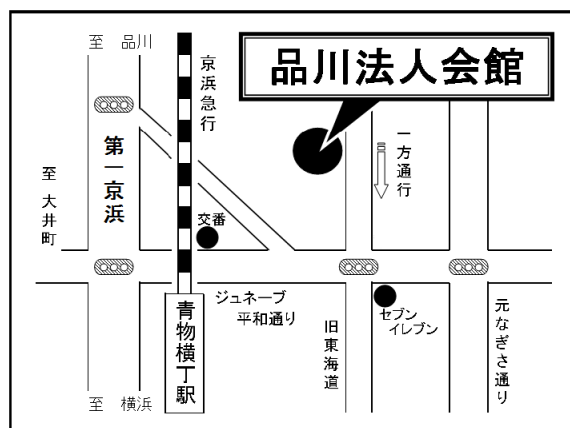 至 品川
京浜急行
品川法人会館
第一京浜
一方通行
至 大井町
交番
ジュネーブ
平和通り
青物横丁駅
旧東海道
セブン
イレブン
元なぎさ通り
至 横浜